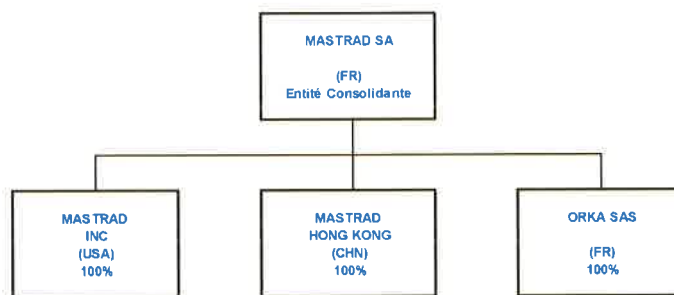 MASTRAD SA
(FR)
Entité Consolidante
MASTRAD
INC
(USA)
100%
MASTRAD
HONG KONG
(CHN)
100%
ORKA SAS
(FR)
100%